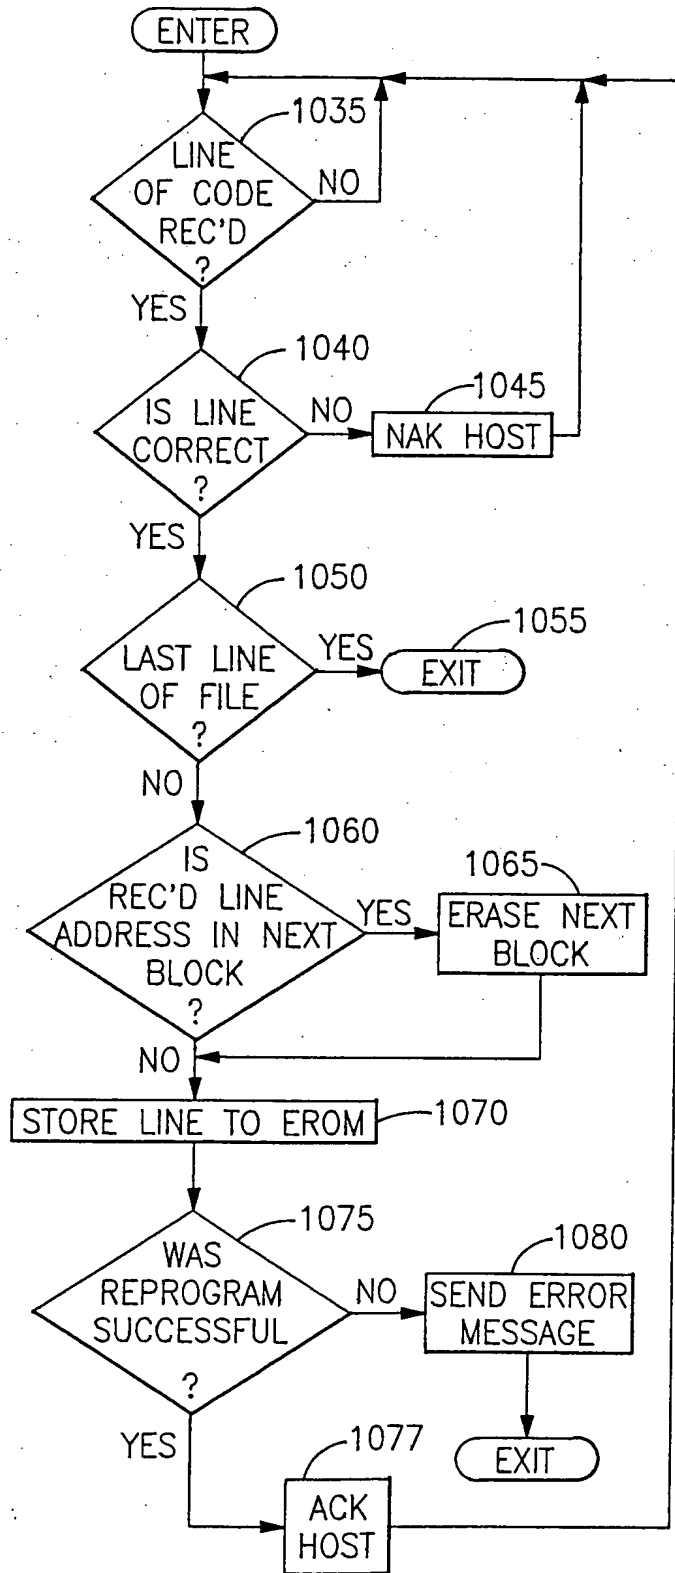 ENTER
1035
LINE
OF CODE
REC'D
?
NO
YES
1040
IS LINE
CORRECT
?
NO
1045
NAK HOST
YES
1050
LAST LINE
OF FILE
?
YES
1055
EXIT
NO
1060
IS
REC'D LINE
ADDRESS IN NEXT
BLOCK
?
YES
1065
ERASE NEXT
BLOCK
NO
STORE LINE TO EROM
1070
1075
WAS
REPROGRAM
SUCCESSFUL
?
NO
1080
SEND ERROR
MESSAGE
EXIT
YES
1077
ACK
HOST